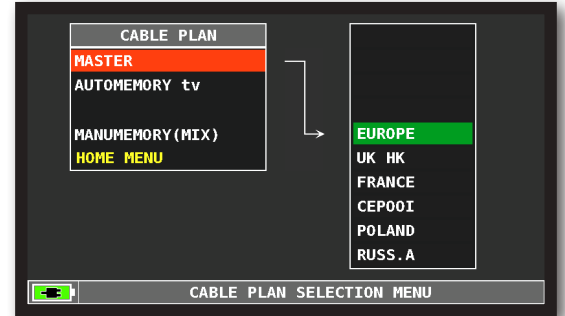 CABLE PLAN
MASTER
AUTOMEMORY tv
MANUMEMORY(MIX)
HOME MENU
EUROPE
UK HK
FRANCE
CEPOOI
POLAND
RUSS.A
CABLE PLAN SELECTION MENU